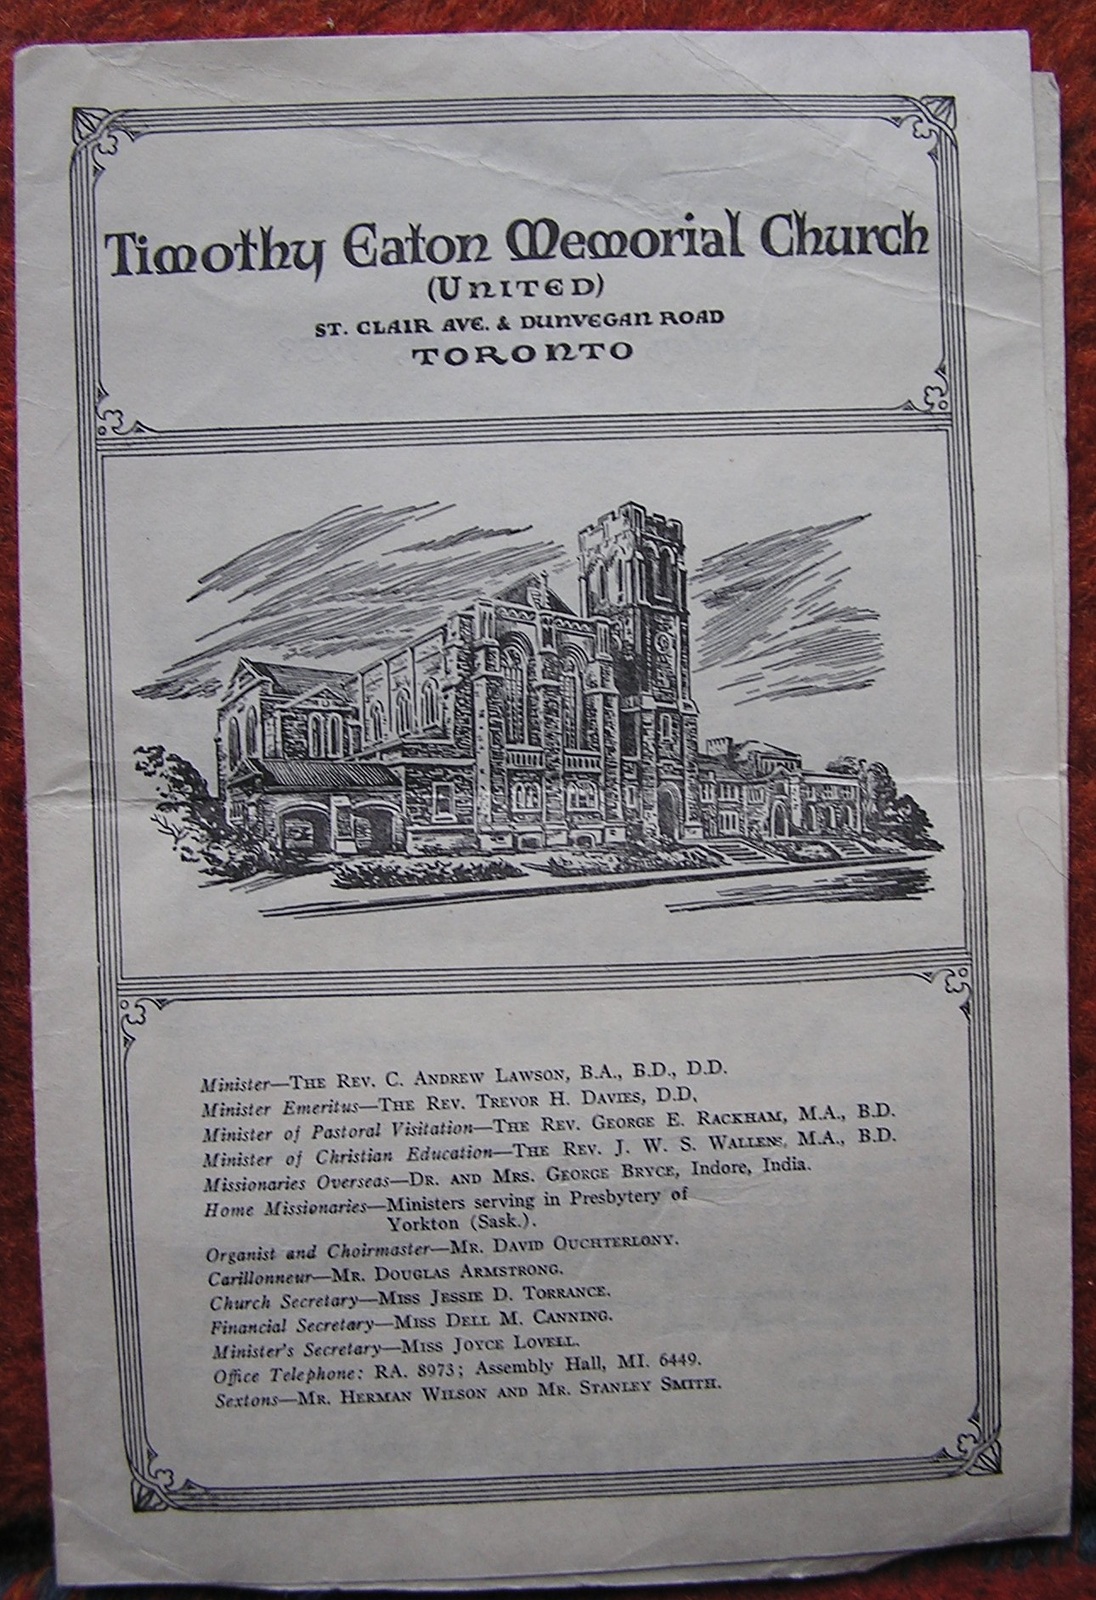 Timothy Eaton Memorial Church
(UNITED)
ST. CLAIR AVE. & DUNVEGAN ROAD
TORONTO
Minister—THE REV. C. ANDREW LAWSON, B.A., B.D., D.D.
Minister Emeritus—THE REV. TREVOR H. DAVIES, D.D,
Minister of Pastoral Visitation—THE REV. GEORGE E. RACKHAM, M.A., B.D.
Minister of Christian Education—THE REV. J. W. S. WALLENS, M.A., B.D.
Missionaries Overseas—DR. AND MRS. GEORGE BRYCE, Indore, India.
Home Missionaries—Ministers serving in Presbytery of
Yorkton (Sask.).
Organist and Choirmaster—MR. DAVID OUCHTERLONY.
Carillonneur—MR. DOUGLAS ARMSTRONG.
Church Secretary—MISS JESSIE D. TORRANCE.
Financial Secretary—MISS DELL M. CANNING.
Minister's Secretary—MISS JOYCE LOVELL.
Office Telephone: RA. 8973; Assembly Hall, MI. 6449.
Sextons—MR. HERMAN WILSON AND MR. STANLEY SMITH.